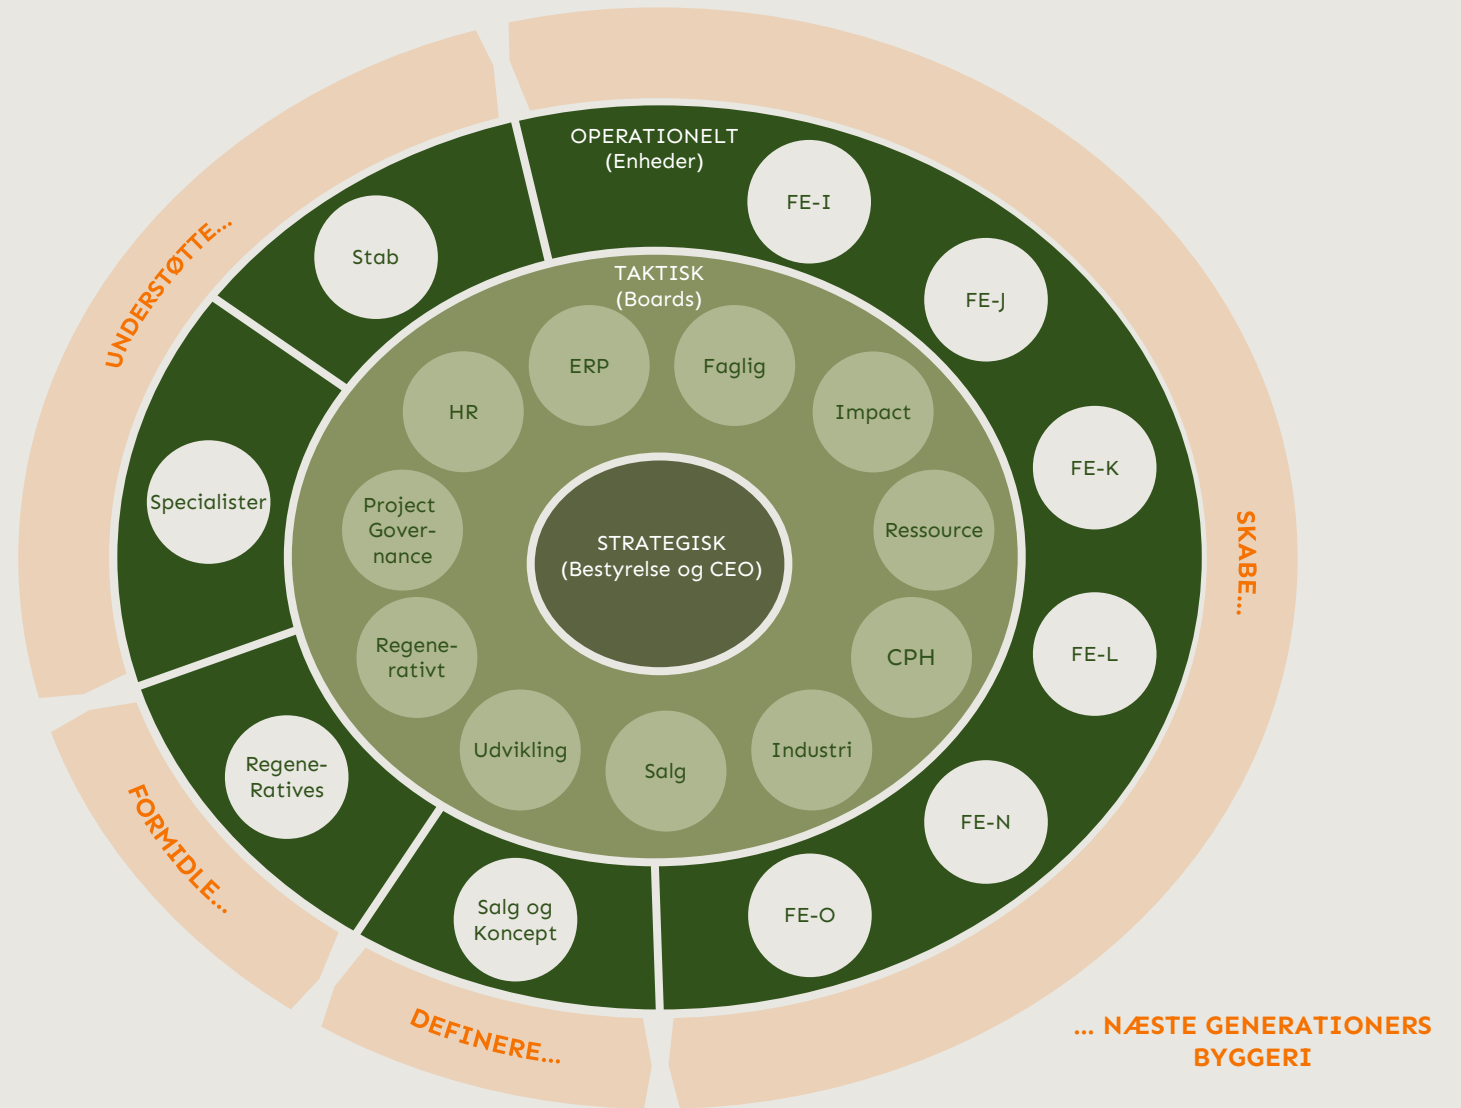 OPERATIONELT
(Enheder)
FE-I
FE-J
FE-K
FE-L
FE-N
FE-O
Salg og
Koncept
Regene-
Ratives
Specialister
Stab
TAKTISK
(Boards)
ERP
Faglig
Impact
Ressource
CPH
Industri
Salg
Udvikling
Regene-
rativt
Project
Gover-
nance
HR
STRATEGISK
(Bestyrelse og CEO)
UNDERSTØTTE...
FORMIDLE...
DEFINERE...
SKABE...
... NÆSTE GENERATIONERS
BYGGERI